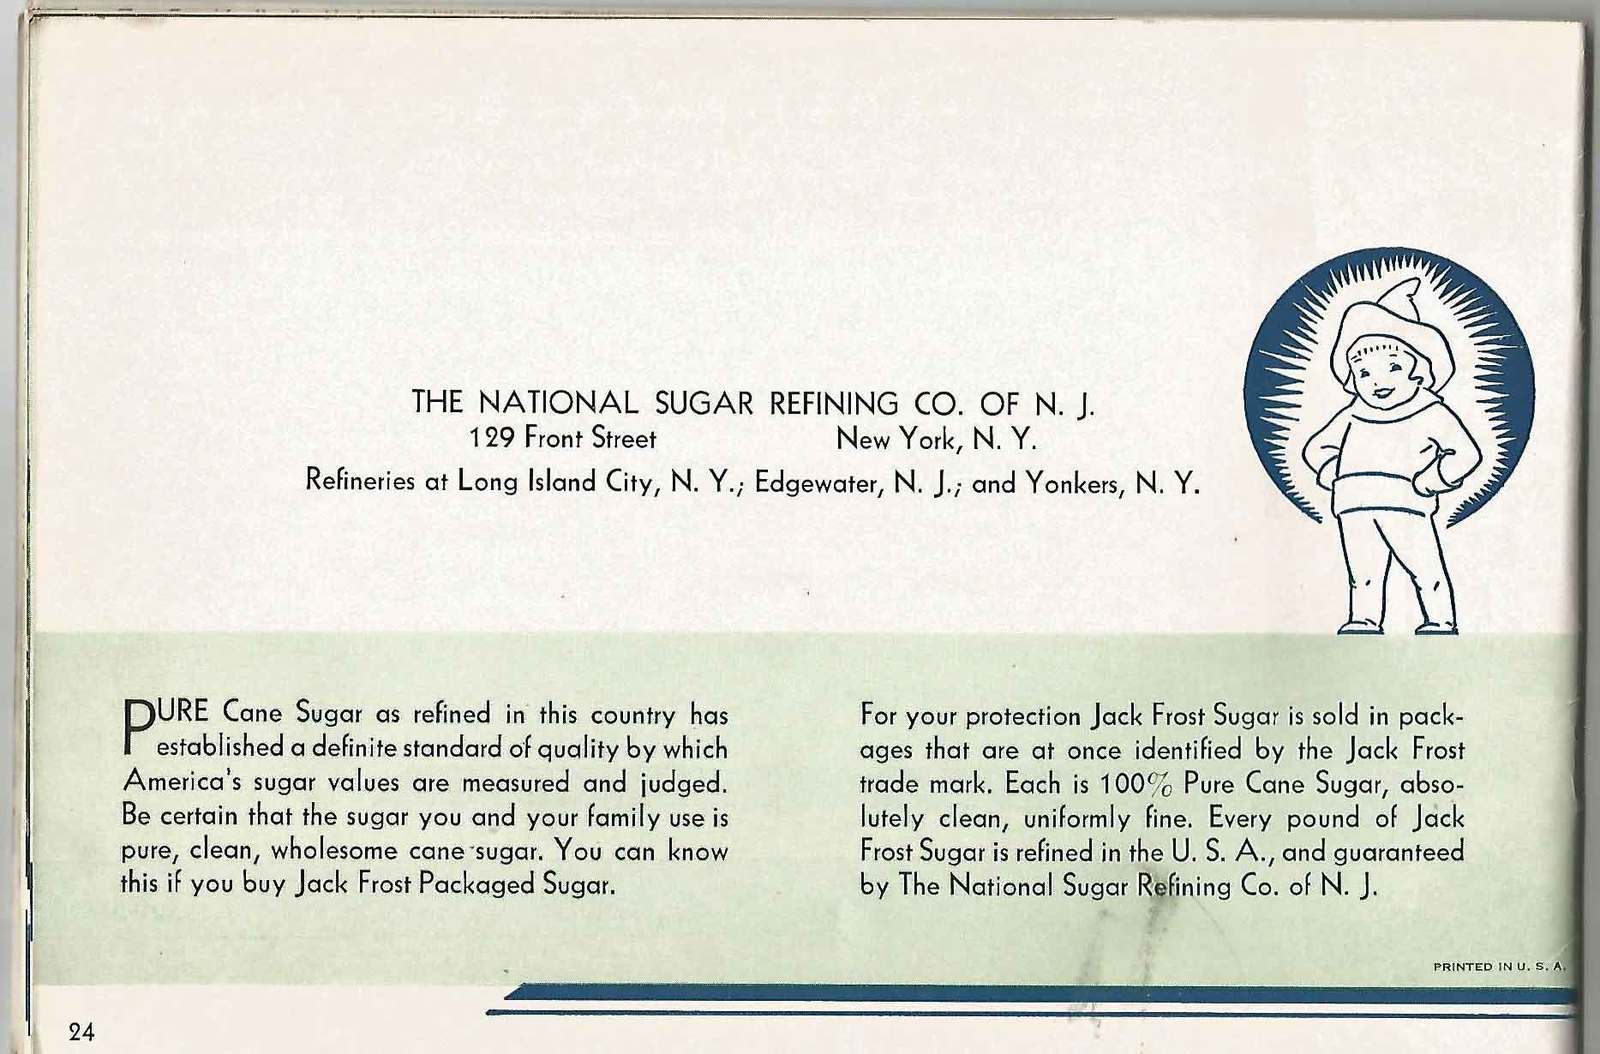 THE NATIONAL SUGAR REFINING CO. OF N. J.
129 Front Street New York, N. Y.
Refineries at Long Island City, N. Y.; Edgewater, N. J.; and Yonkers, N. Y.
PURE Cane Sugar as refined in this country has
established a definite standard of quality by which
America's sugar values are measured and judged.
Be certain that the sugar you and your family use is
pure, clean, wholesome cane sugar. You can know
this if you buy Jack Frost Packaged Sugar.
For your protection Jack Frost Sugar is sold in pack-
ages that are at once identified by the Jack Frost
trade mark. Each is 100% Pure Cane Sugar, abso-
lutely clean, uniformly fine. Every pound of Jack
Frost Sugar is refined in the U. S. A., and guaranteed
by The National Sugar Refining Co. of N. J.
PRINTED IN U. S. A.
24